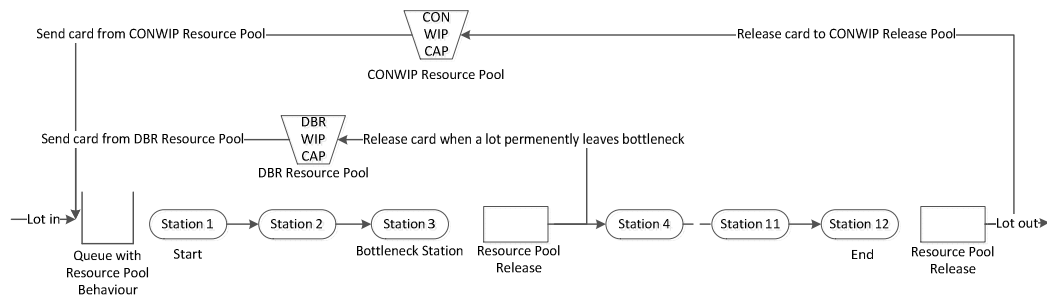 CON
WIP
CAP
Send card from CONWIP Resource Pool
Release card to CONWIP Release Pool
CONWIP Resource Pool
DBR
WIP
CAP
Send card from DBR Resource Pool
Release card when a lot permenently leaves bottleneck
DBR Resource Pool
Lot in
Station 1
Station 2
Station 3
Station 4
Station 11
Station 12
Lot out
Queue with
Resource Pool
Behaviour
Start
Bottleneck Station
Resource Pool
Release
End
Resource Pool
Release